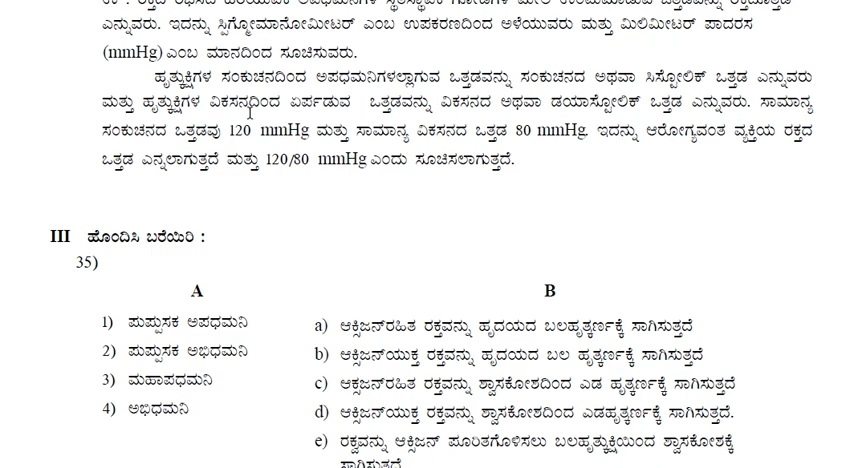 ಎನ್ನುವರು. ಇದನ್ನು ಸ್ಪಿಗ್ಮೋಮಾನೋಮೀಟರ್ ಎಂಬ ಉಪಕರಣದಿಂದ ಅಳೆಯುವರು ಮತ್ತು ಮಿಲಿಮೀಟರ್ ಪಾದರಸ
(mmHg) ಎಂಬ ಮಾನದಿಂದ ಸೂಚಿಸುವರು.
ಹೃತ್ಕುಕ್ಷಿಗಳ ಸಂಕುಚನದಿಂದ ಅಪಧಮನಿಗಳಲ್ಲಾಗುವ ಒತ್ತಡವನ್ನು ಸಂಕುಚನದ ಅಥವಾ ಸಿಸ್ಟೋಲಿಕ್ ಒತ್ತಡ ಎನ್ನುವರು
ಮತ್ತು ಹೃತ್ಕುಕ್ಷಿಗಳ ವಿಕಸನದಿಂದ ಏರ್ಪಡುವ ಒತ್ತಡವನ್ನು ವಿಕಸನದ ಅಥವಾ ಡಯಾಸ್ಟೋಲಿಕ್ ಒತ್ತಡ ಎನ್ನುವರು. ಸಾಮಾನ್ಯ
ಸಂಕುಚನದ ಒತ್ತಡವು 120 mmHg ಮತ್ತು ಸಾಮಾನ್ಯ ವಿಕಸನದ ಒತ್ತಡ 80 mmHg. ಇದನ್ನು ಆರೋಗ್ಯವಂತ ವ್ಯಕ್ತಿಯ ರಕ್ತದ
ಒತ್ತಡ ಎನ್ನಲಾಗುತ್ತದೆ ಮತ್ತು 120/80 mmHg ಎಂದು ಸೂಚಿಸಲಾಗುತ್ತದೆ.
III ಹೊಂದಿಸಿ ಬರೆಯಿರಿ :
35)
A B
1) ಪುಪ್ಪುಸಕ ಅಪಧಮನಿ
a) ಆಕ್ಸಿಜನ್‌ರಹಿತ ರಕ್ತವನ್ನು ಹೃದಯದ ಬಲಹೃತ್ಕರ್ಣಕ್ಕೆ ಸಾಗಿಸುತ್ತದೆ
2) ಪುಪ್ಪುಸಕ ಅಭಿಧಮನಿ
b) ಆಕ್ಸಿಜನ್‌ಯುಕ್ತ ರಕ್ತವನ್ನು ಹೃದಯದ ಬಲ ಹೃತ್ಕರ್ಣಕ್ಕೆ ಸಾಗಿಸುತ್ತದೆ
3) ಮಹಾಪಧಮನಿ
c) ಆಕ್ಸಿಜನ್‌ರಹಿತ ರಕ್ತವನ್ನು ಶ್ವಾಸಕೋಶದಿಂದ ಎಡ ಹೃತ್ಕರ್ಣಕ್ಕೆ ಸಾಗಿಸುತ್ತದೆ
4) ಅಭಿಧಮನಿ
d) ಆಕ್ಸಿಜನ್‌ಯುಕ್ತ ರಕ್ತವನ್ನು ಶ್ವಾಸಕೋಶದಿಂದ ಎಡಹೃತ್ಕರ್ಣಕ್ಕೆ ಸಾಗಿಸುತ್ತದೆ.
e) ರಕ್ತವನ್ನು ಆಕ್ಸಿಜನ್ ಪೂರಿತಗೊಳಿಸಲು ಬಲಹೃತ್ಕುಕ್ಷಿಯಿಂದ ಶ್ವಾಸಕೋಶಕ್ಕೆ
ಸಾಗಿಸುತ್ತದೆ